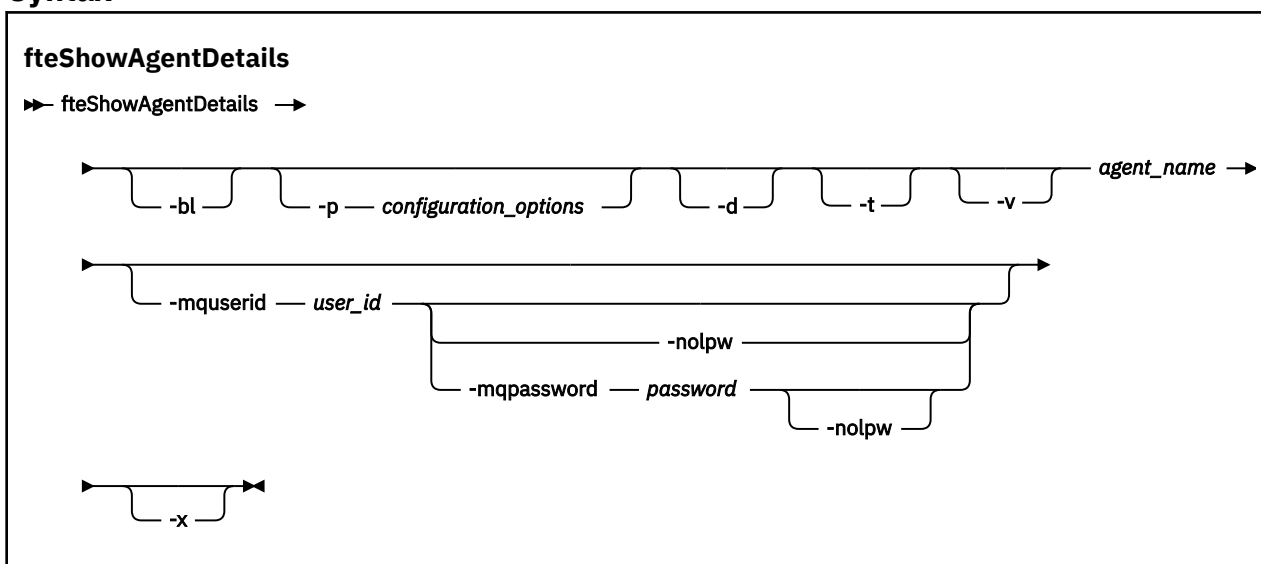 Syntax
fteShowAgentDetails
fteShowAgentDetails
-bl -p configuration_options -d -t -v agent_name
-mquserid user_id
-nolpw
-mqpassword password
-nolpw
-x